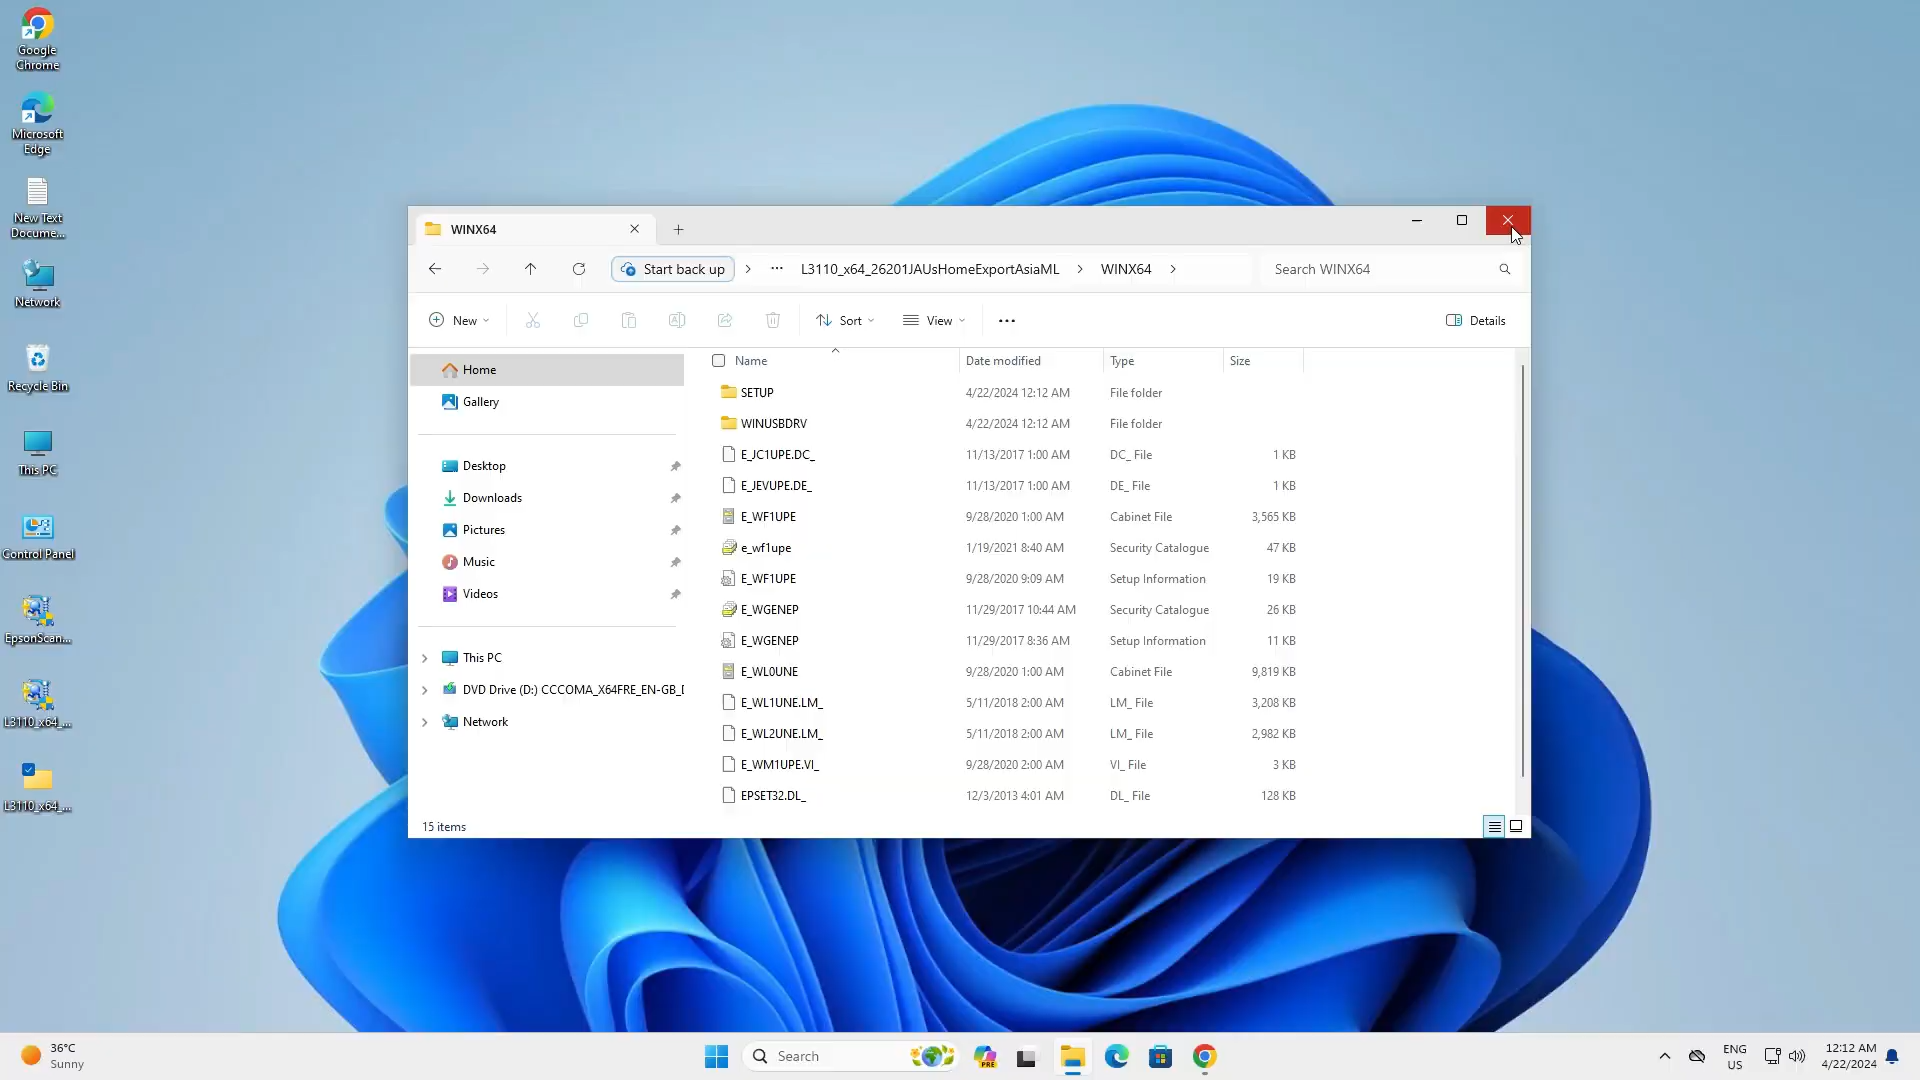 Google
Chrome
Microsoft
Edge
New Text
Docume...
Network
Recycle Bin
This PC
Control Panel
EpsonScan...
L3110_x64_...
L3110_x64_...
WINX64
Start back up
L3110_x64_26201JAUsHomeExportAsiaML
WINX64
Search WINX64
New
Sort
View
Details
Home
Gallery
Desktop
Downloads
Pictures
Music
Videos
This PC
DVD Drive (D:) CCCOMA_X64FRE_EN-GB_
Network
Name Date modified Type Size
SETUP 4/22/2024 12:12 AM File folder
WINUSBDRV 4/22/2024 12:12 AM File folder
E_JC1UPE.DC_ 11/13/2017 1:00 AM DC_ File 1 KB
E_JEVUPE.DE_ 11/13/2017 1:00 AM DE_ File 1 KB
E_WF1UPE 9/28/2020 1:00 AM Cabinet File 3,565 KB
e_wf1upe 1/19/2021 8:40 AM Security Catalogue 47 KB
E_WF1UPE 9/28/2020 9:09 AM Setup Information 19 KB
E_WGENEP 11/29/2017 10:44 AM Security Catalogue 26 KB
E_WGENEP 11/29/2017 8:36 AM Setup Information 11 KB
E_WL0UNE 9/28/2020 1:00 AM Cabinet File 9,819 KB
E_WL1UNE.LM_ 5/11/2018 2:00 AM LM_ File 3,208 KB
E_WL2UNE.LM_ 5/11/2018 2:00 AM LM_ File 2,982 KB
E_WM1UPE.VI_ 9/28/2020 2:00 AM VI_ File 3 KB
EPSET32.DL_ 12/3/2013 4:01 AM DL_ File 128 KB
15 items
36°C
Sunny
Search
PRE
ENG
US
12:12 AM
4/22/2024